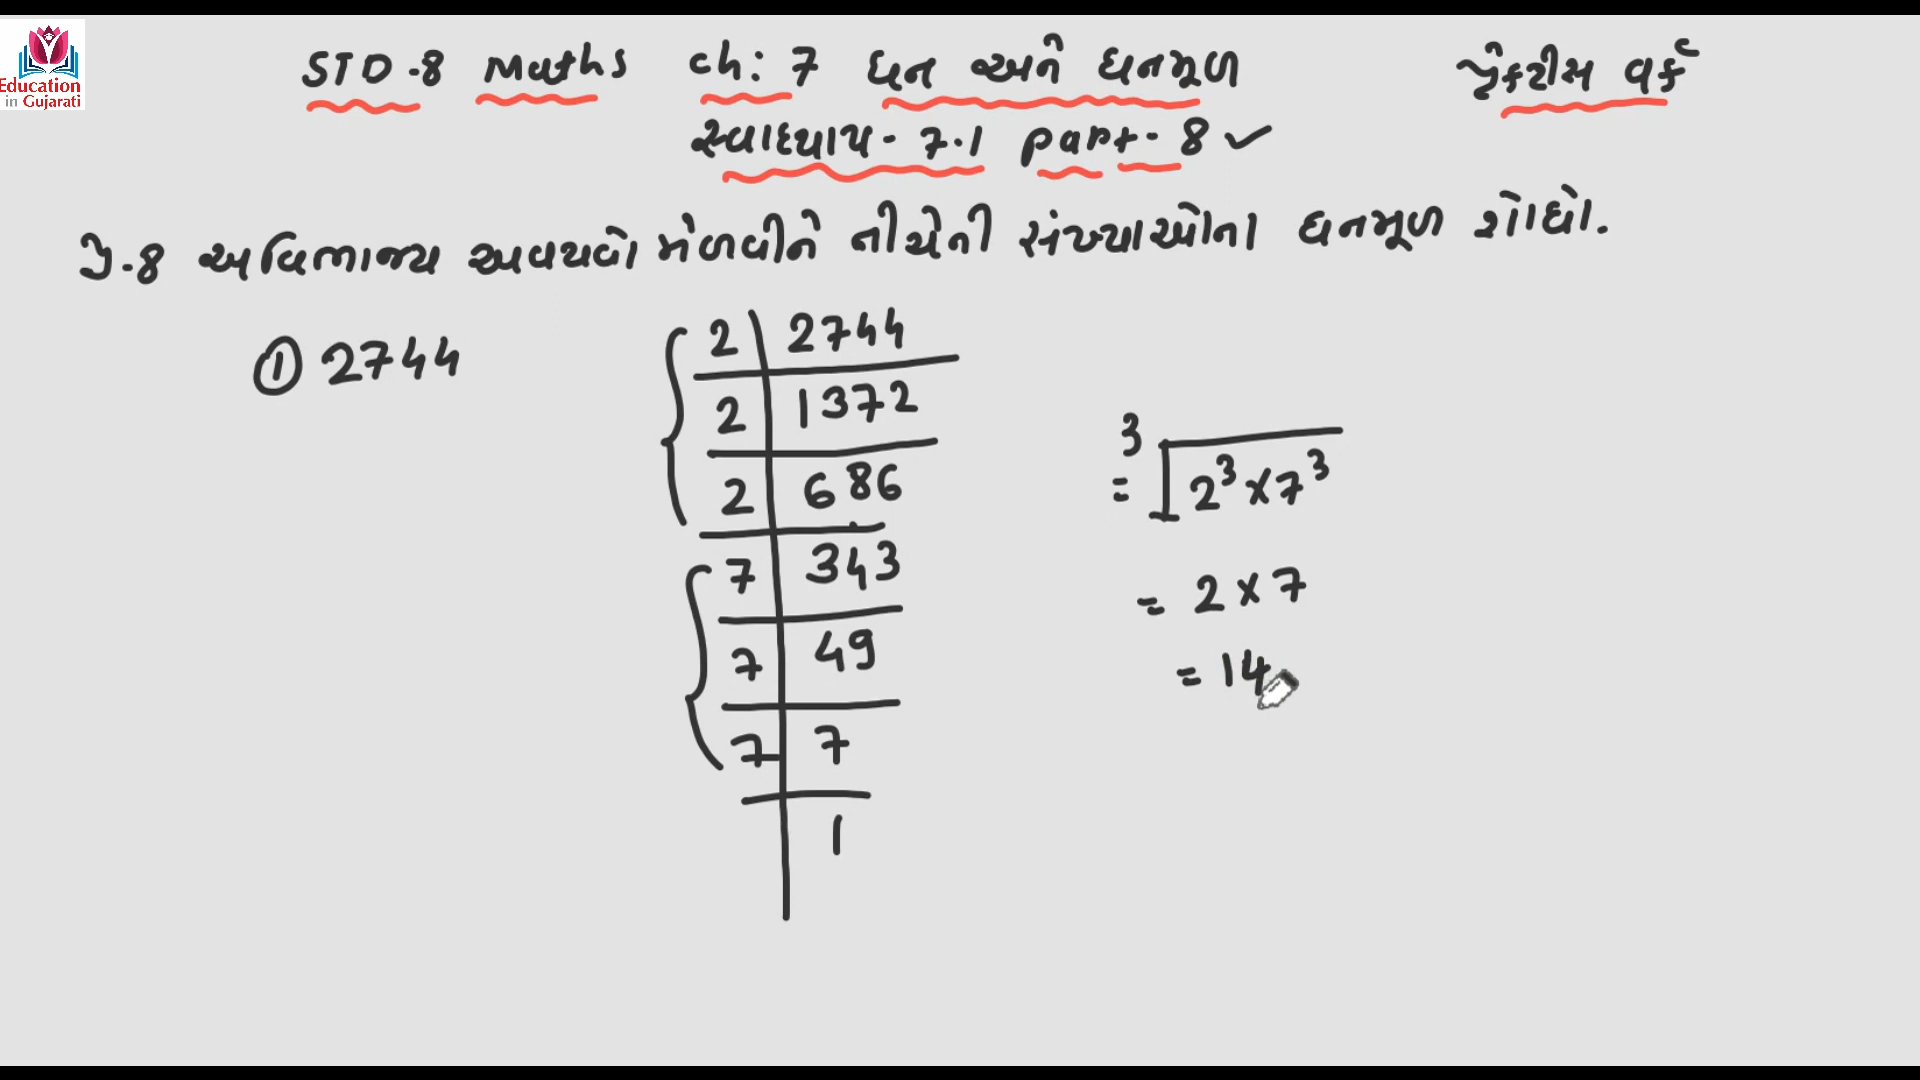 Education
in Gujarati
STD.8 Maths ch: 7 ઘન અને ઘનમૂળ
પ્રેક્ટીસ વર્ક
સ્વાધ્યાય - 7.1 part - 8 ✓
પ્ર.8 અવિભાજ્ય અવયવો મેળવીને નીચેની સંખ્યાઓના ઘનમૂળ શોધો.
① 2744
2 | 2744
2 | 1372
2 | 686
7 | 343
7 | 49
7 | 7
1
= ∛2³×7³
= 2×7
= 14